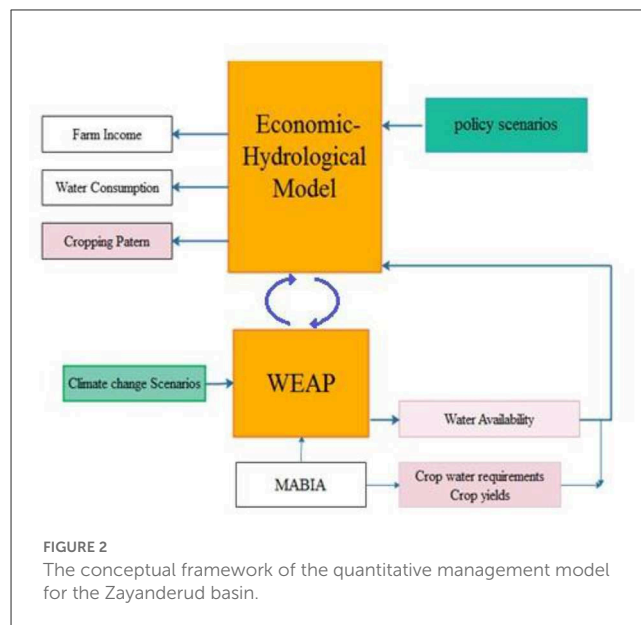 Economic-
Hydrological
Model
policy scenarios
Farm Income
Water Consumption
Cropping Patern
Climate change Scenarios
WEAP
Water Availability
MABIA
Crop water requirements
Crop yields
FIGURE 2
The conceptual framework of the quantitative management model
for the Zayanderud basin.